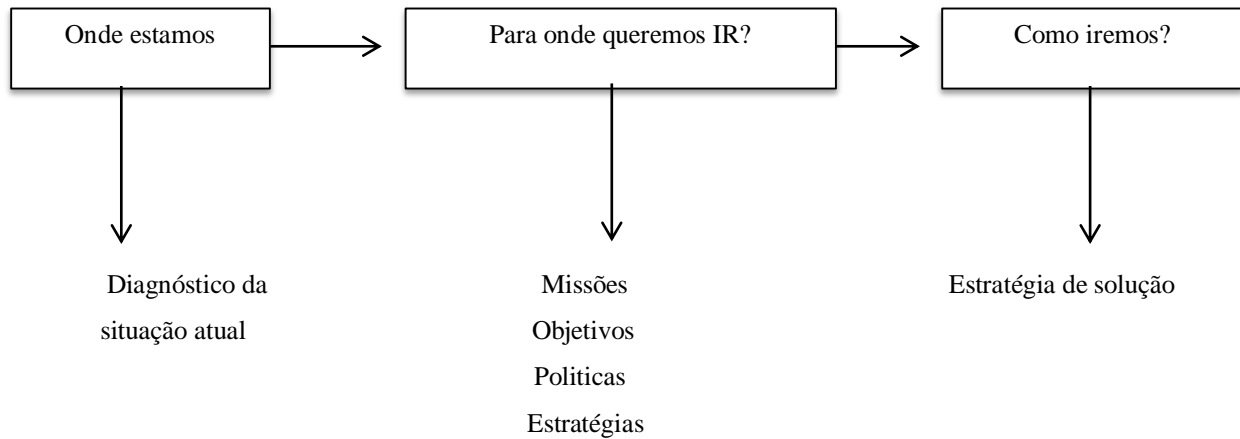 Onde estamos
Para onde queremos IR?
Como iremos?
Diagnóstico da
situação atual
Missões
Objetivos
Politicas
Estratégias
Estratégia de solução